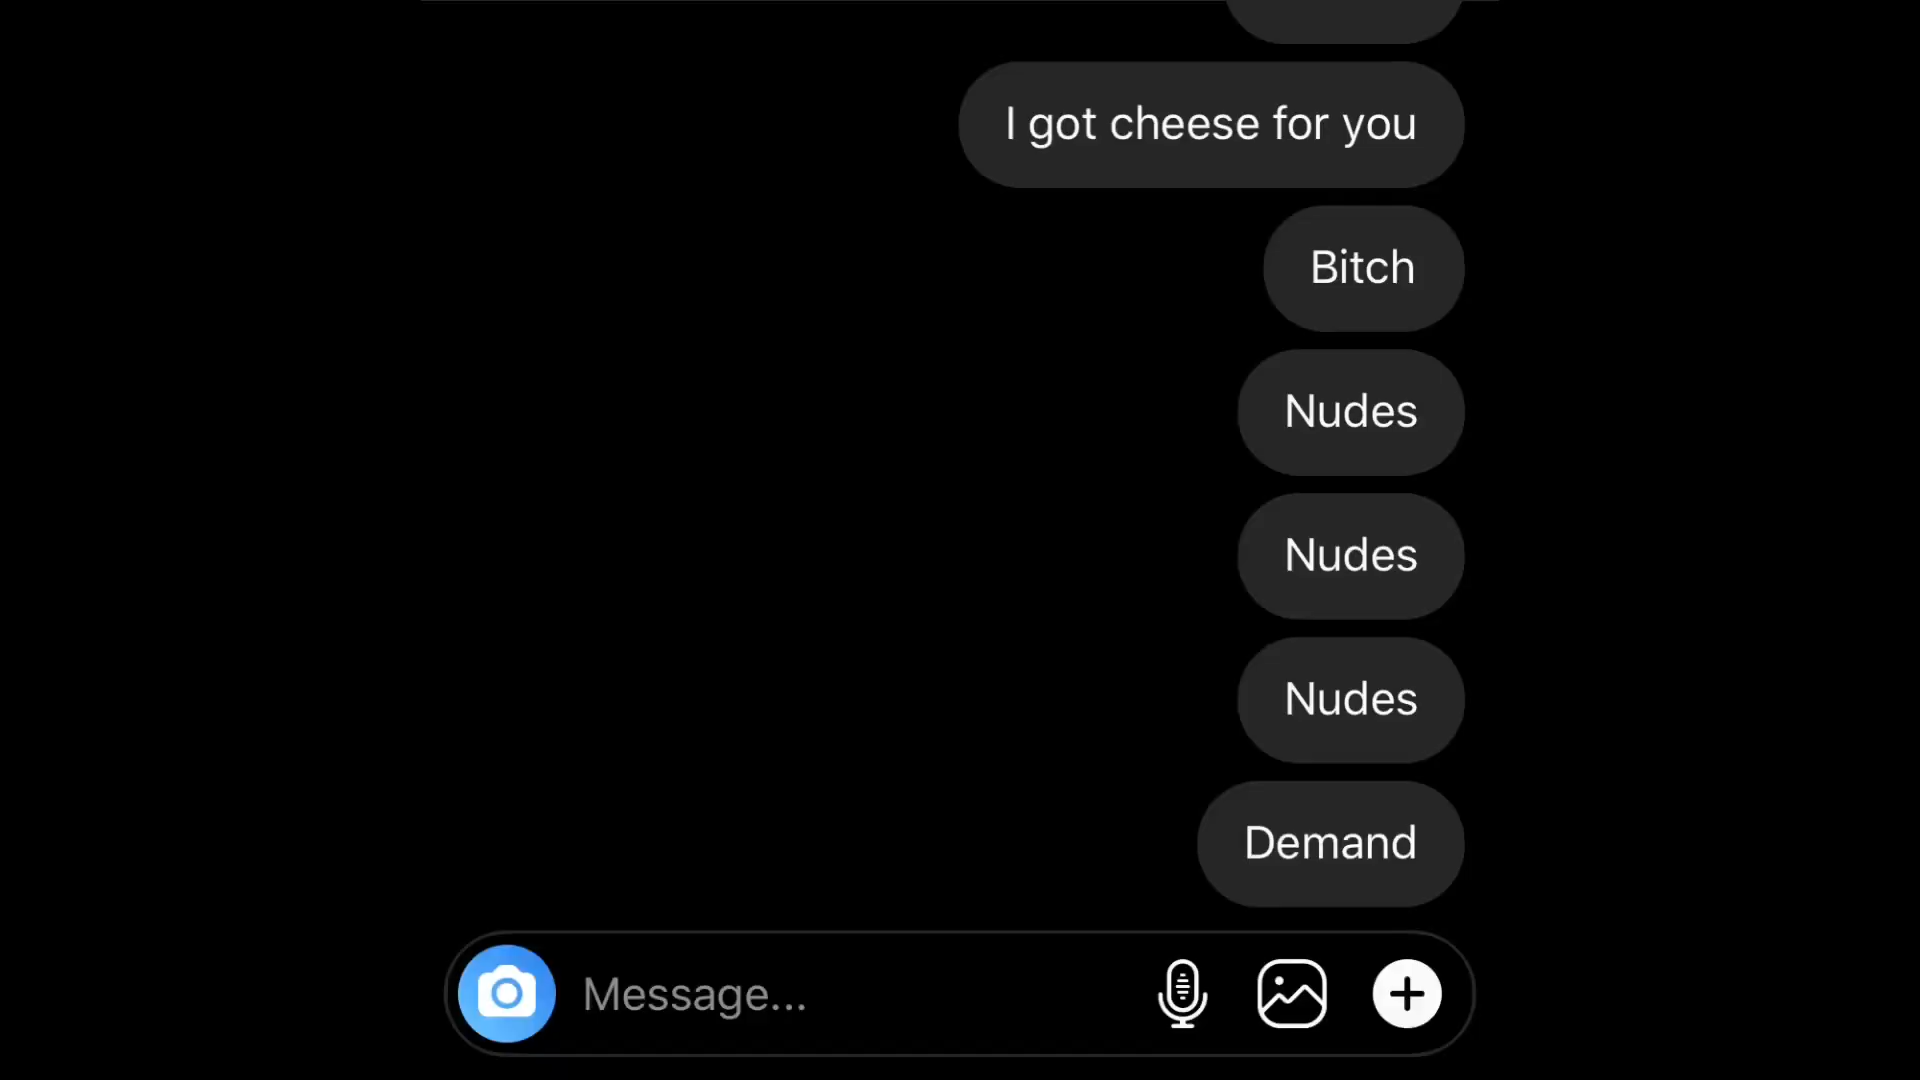 I got cheese for you
Bitch
Nudes
Nudes
Nudes
Demand
Message...